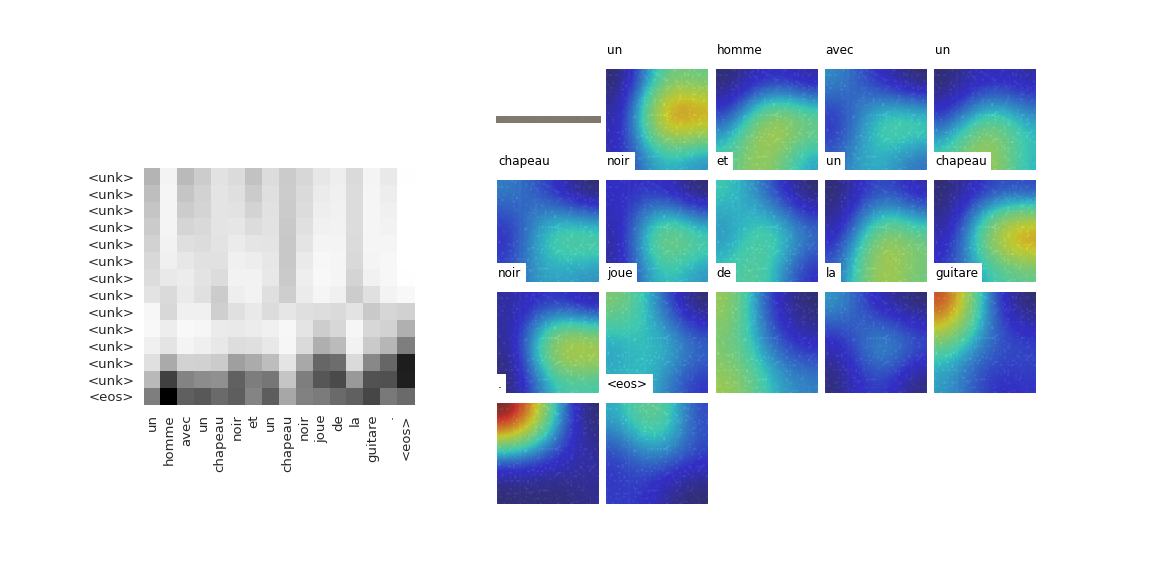 un homme avec un
chapeau noir et un chapeau
noir joue de la guitare
. <eos>
<unk>
<unk>
<unk>
<unk>
<unk>
<unk>
<unk>
<unk>
<unk>
<unk>
<unk>
<unk>
<unk>
<eos>
un
homme
avec
un
chapeau
noir
et
un
chapeau
noir
joue
de
la
guitare
.
<eos>